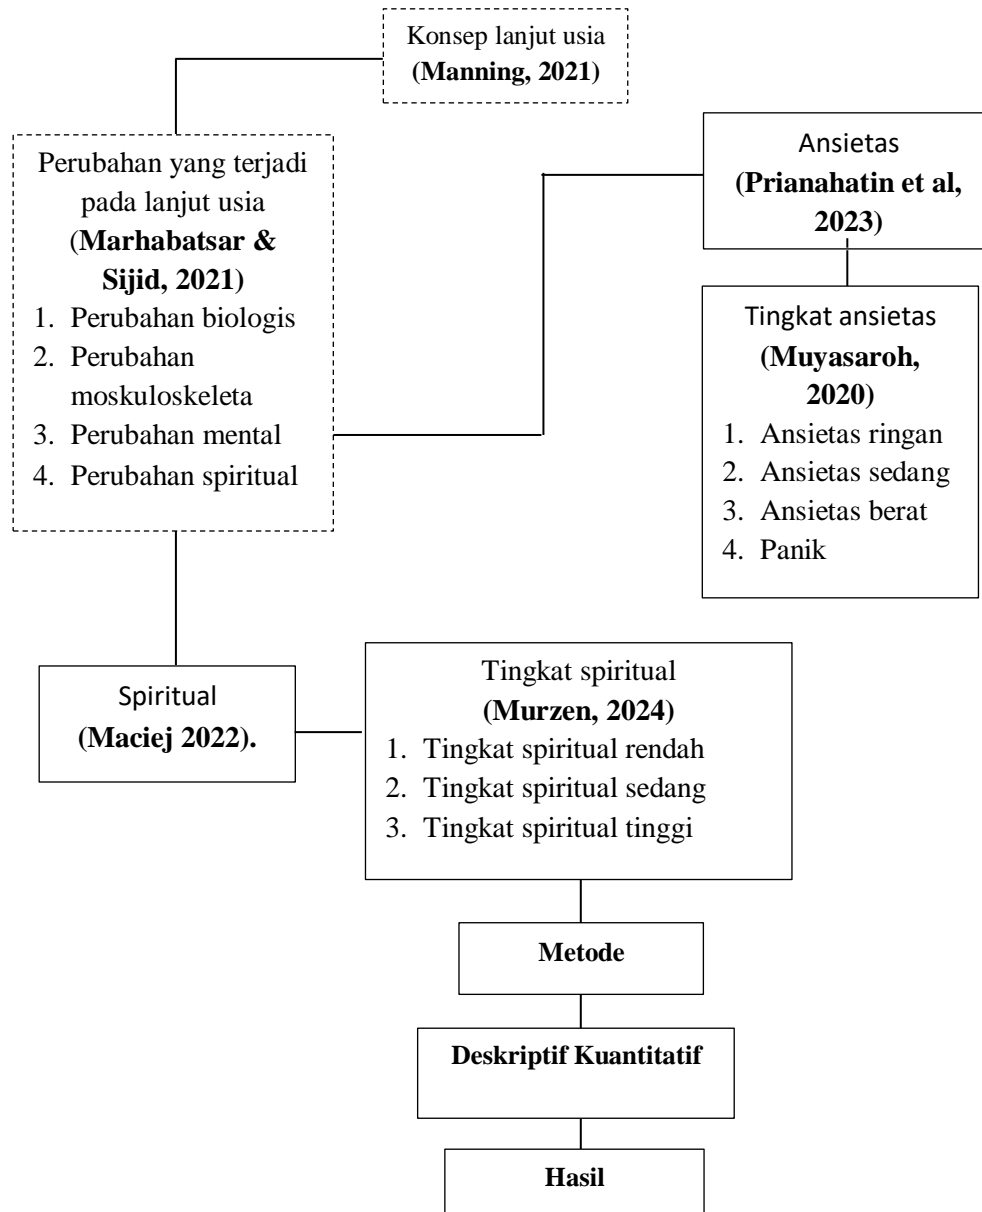 Konsep lanjut usia
(Manning, 2021)
Perubahan yang terjadi
pada lanjut usia
(Marhabatsar &
Sijid, 2021)
1. Perubahan biologis
2. Perubahan
moskuloskeleta
3. Perubahan mental
4. Perubahan spiritual
Ansietas
(Prianahatin et al,
2023)
Tingkat ansietas
(Muyasaroh,
2020)
1. Ansietas ringan
2. Ansietas sedang
3. Ansietas berat
4. Panik
Spiritual
(Maciej 2022).
Tingkat spiritual
(Murzen, 2024)
1. Tingkat spiritual rendah
2. Tingkat spiritual sedang
3. Tingkat spiritual tinggi
Metode
Deskriptif Kuantitatif
Hasil